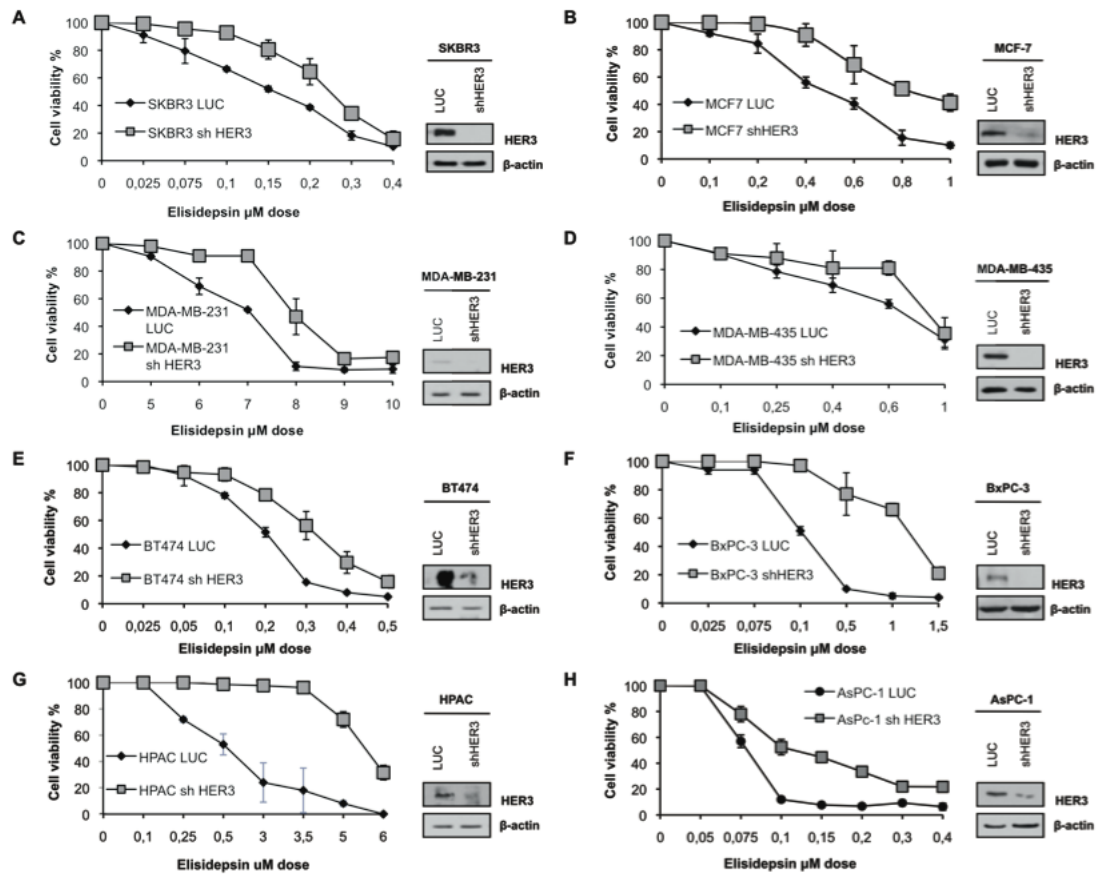 A
100
80
60
40
20
0
Cell viability %
SKBR3 LUC
SKBR3 sh HER3
0 0,025 0,075 0,1 0,15 0,2 0,3 0,4
Elisidepsin µM dose
SKBR3
LUC
shHER3
HER3
β-actin
B
100
80
60
40
20
0
Cell viability %
MCF7 LUC
MCF7 shHER3
0 0,1 0,2 0,4 0,6 0,8 1
Elisidepsin µM dose
MCF-7
LUC
shHER3
HER3
β-actin
C
100
80
60
40
20
0
Cell viability %
MDA-MB-231
LUC
MDA-MB-231
sh HER3
0 5 6 7 8 9 10
Elisidepsin µM dose
MDA-MB-231
LUC
shHER3
HER3
β-actin
D
100
80
60
40
20
0
Cell viability %
MDA-MB-435 LUC
MDA-MB-435 sh HER3
0 0,1 0,25 0,4 0,6 1
Elisidepsin µM dose
MDA-MB-435
LUC
shHER3
HER3
β-actin
E
100
80
60
40
20
0
Cell viability %
BT474 LUC
BT474 sh HER3
0 0,025 0,05 0,1 0,2 0,3 0,4 0,5
Elisidepsin µM dose
BT474
LUC
shHER3
HER3
β-actin
F
100
80
60
40
20
0
Cell viability %
BxPC-3 LUC
BxPC-3 shHER3
0 0,025 0,075 0,1 0,5 1 1,5
Elisidepsin µM dose
BxPC-3
LUC
shHER3
HER3
β-actin
G
100
80
60
40
20
0
Cell viability %
HPAC LUC
HPAC sh HER3
0 0,1 0,25 0,5 3 3,5 5 6
Elisidepsin uM dose
HPAC
LUC
shHER3
HER3
β-actin
H
100
80
60
40
20
0
Cell viability %
AsPC-1 LUC
AsPc-1 sh HER3
0 0,05 0,075 0,1 0,15 0,2 0,3 0,4
Elisidepsin µM dose
AsPC-1
LUC
shHER3
HER3
β-actin